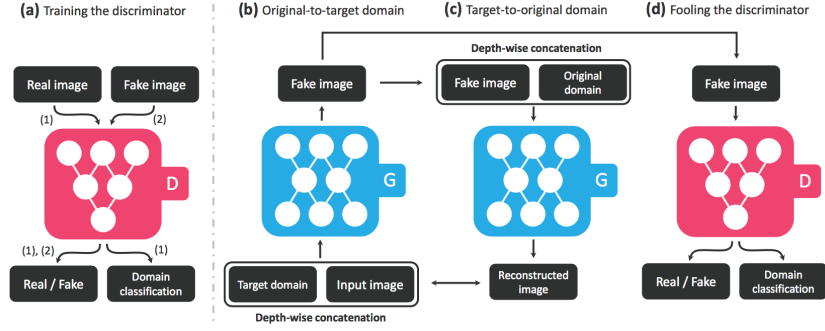 (a) Training the discriminator
(b) Original-to-target domain
(c) Target-to-original domain
(d) Fooling the discriminator
Real image
Fake image
(1)
(2)
D
(1), (2)
(1)
Real / Fake
Domain
classification
Fake image
G
Target domain
Input image
Depth-wise concatenation
Depth-wise concatenation
Fake image
Original
domain
G
Reconstructed
image
Fake image
D
Real / Fake
Domain
classification